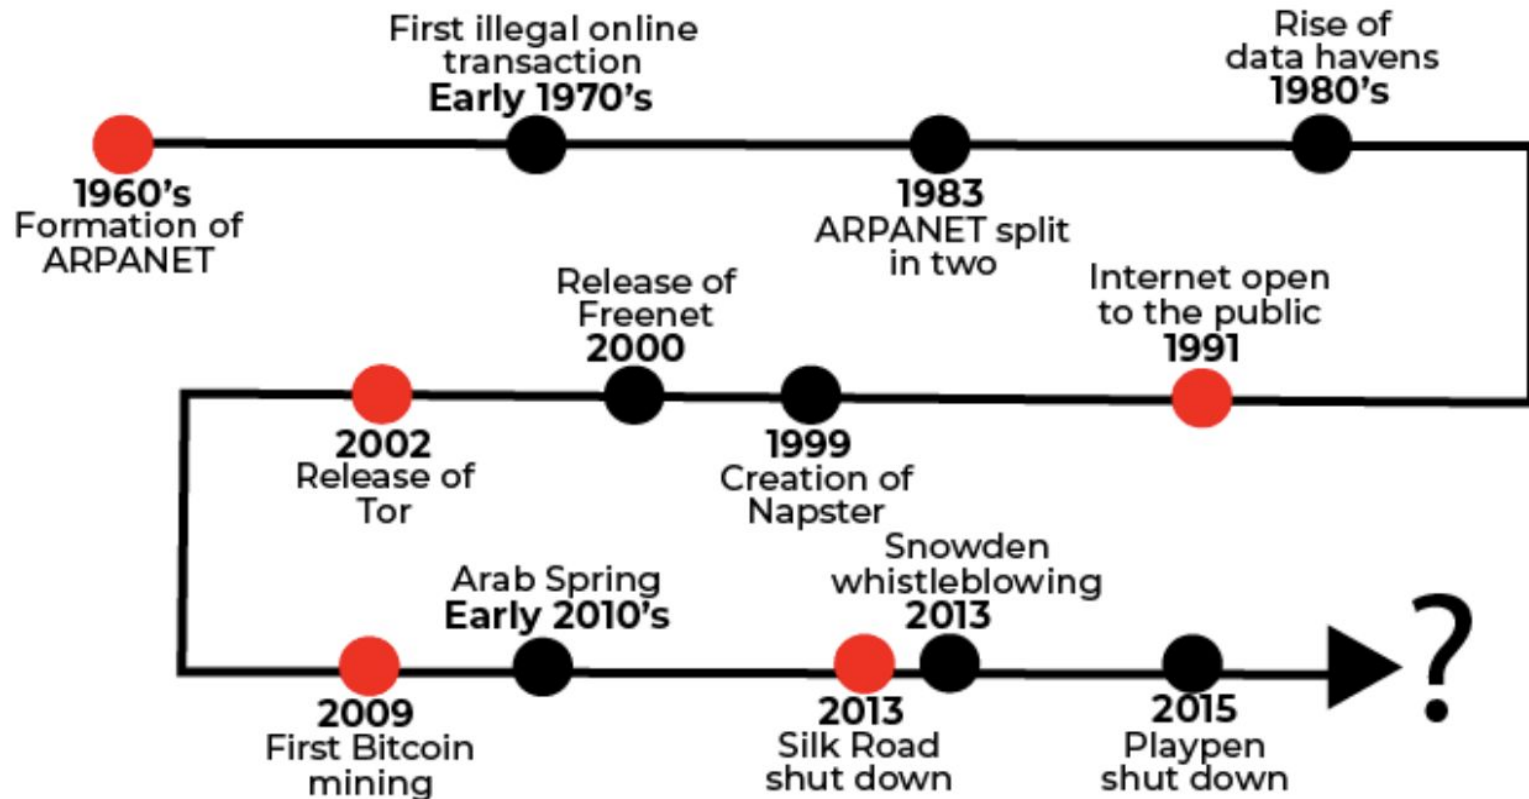 First illegal online
transaction
Early 1970's
Rise of
data havens
1980's
1960's
Formation of
ARPANET
1983
ARPANET split
in two
Internet open
to the public
1991
Release of
Freenet
2000
1999
Creation of
Napster
2002
Release of
Tor
2009
First Bitcoin
mining
Arab Spring
Early 2010's
2013
Silk Road
shut down
Snowden
whistleblowing
2013
2015
Playpen
shut down
?